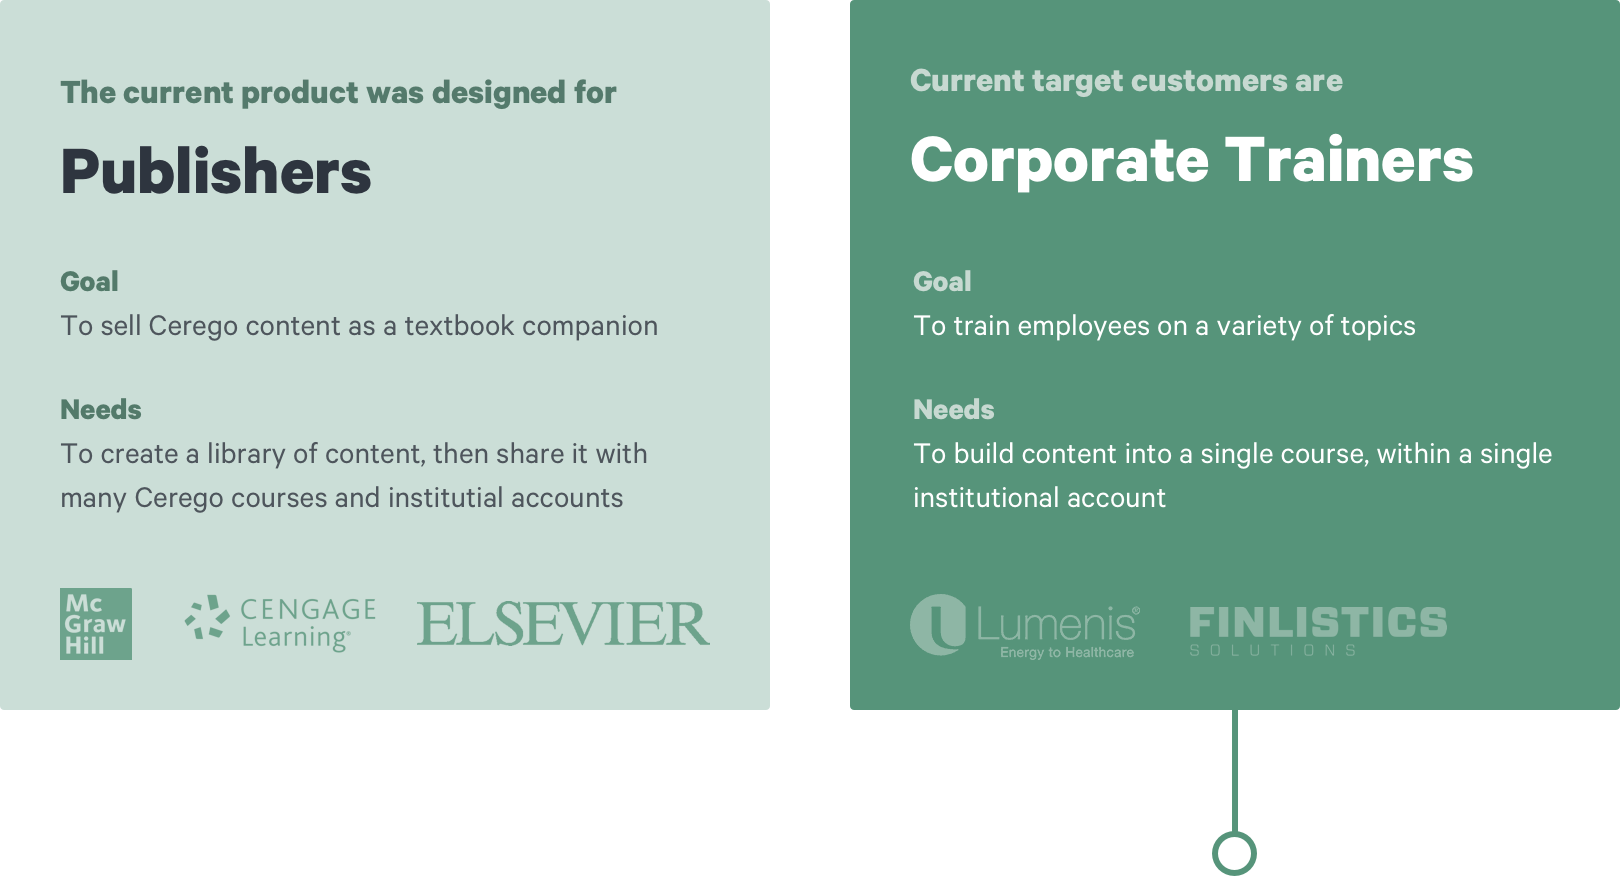 The current product was designed for
Publishers
Goal
To sell Cerego content as a textbook companion
Needs
To create a library of content, then share it with
many Cerego courses and institutial accounts
Mc
Graw
Hill
CENGAGE
Learning®
ELSEVIER
Current target customers are
Corporate Trainers
Goal
To train employees on a variety of topics
Needs
To build content into a single course, within a single
institutional account
Lumenis®
Energy to Healthcare
FINLISTICS
SOLUTIONS